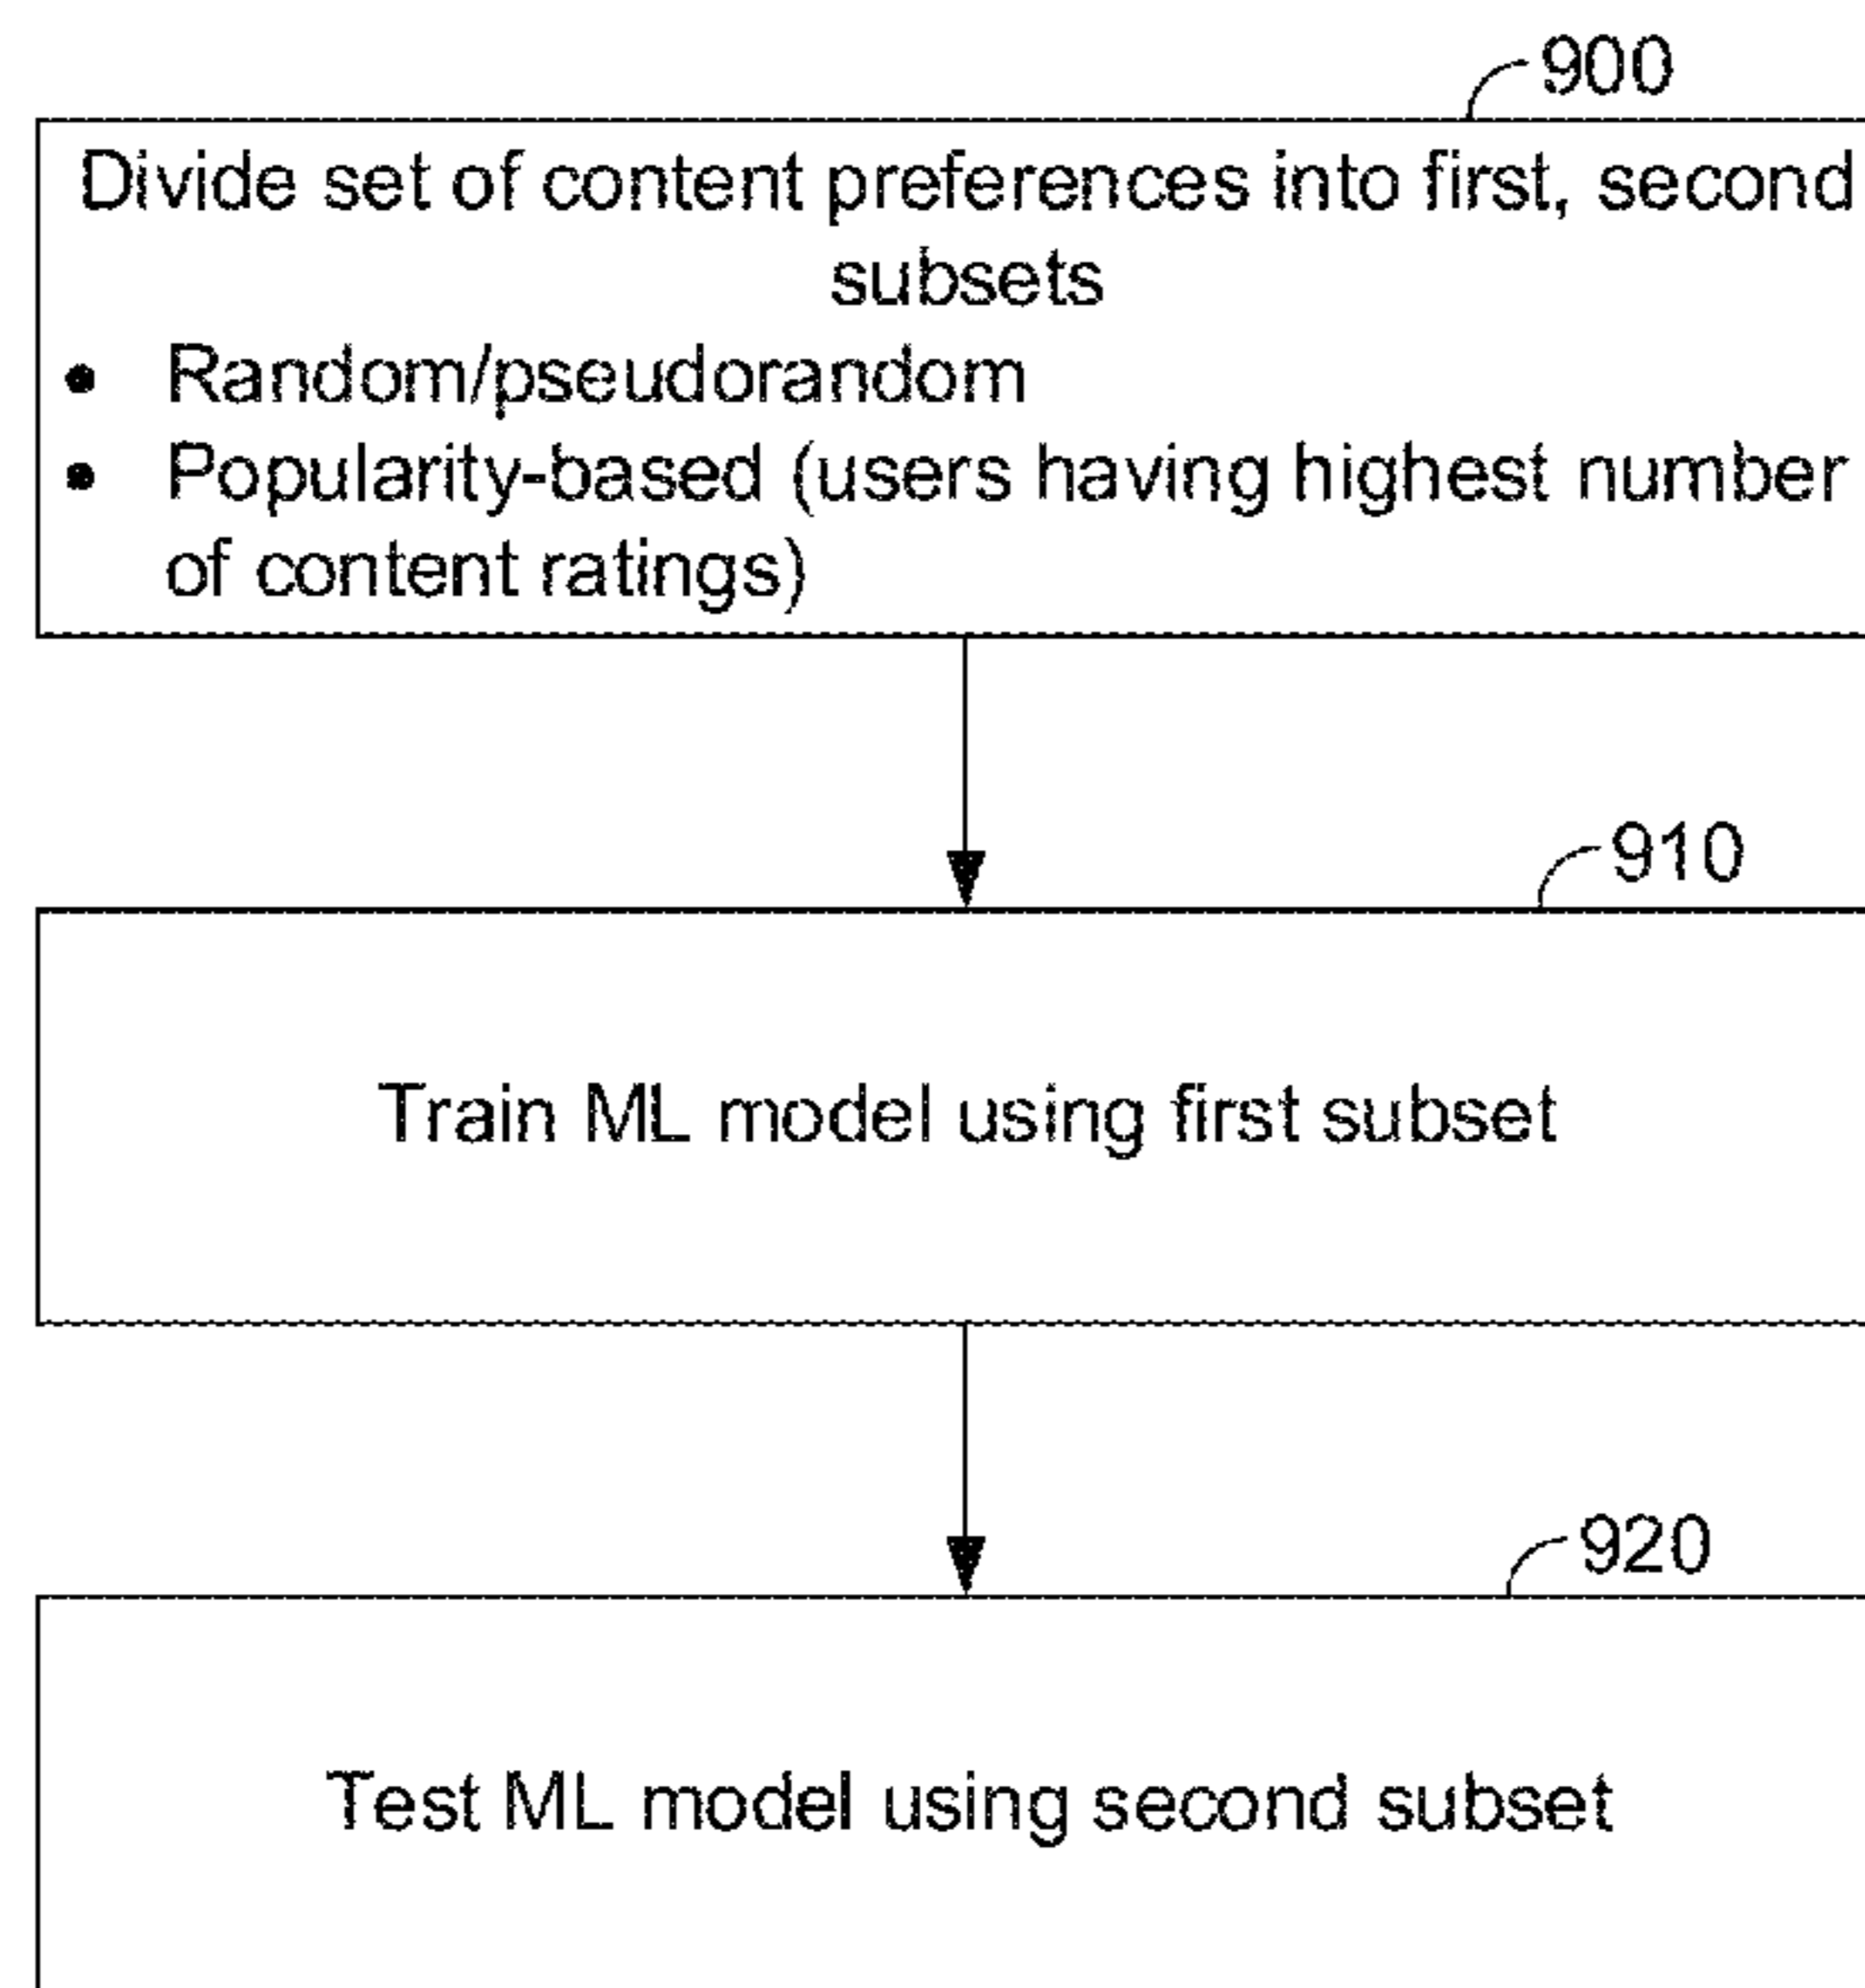 900
Divide set of content preferences into first, second
subsets
• Random/pseudorandom
• Popularity-based (users having highest number
of content ratings)
910
Train ML model using first subset
920
Test ML model using second subset